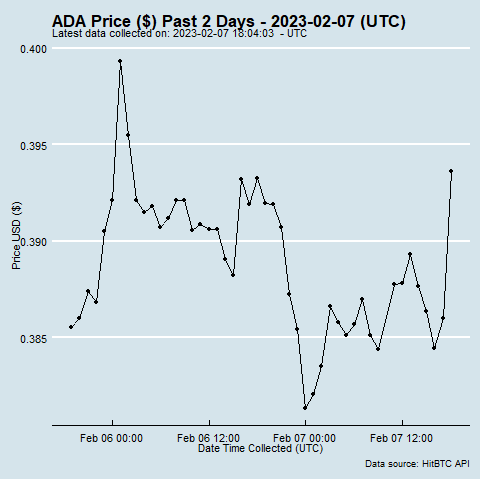 ADA Price ($) Past 2 Days - 2023-02-07 (UTC)
Latest data collected on: 2023-02-07 18:04:03 - UTC
0.400
0.395
0.390
0.385
Price USD ($)
Feb 06 00:00 Feb 06 12:00 Feb 07 00:00 Feb 07 12:00
Date Time Collected (UTC)
Data source: HitBTC API